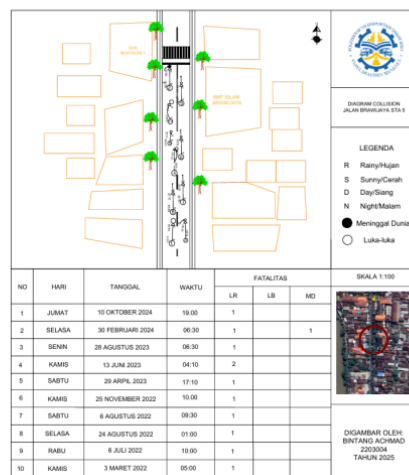 SMK
BRAWIJAYA
SMP ISLAM
BRAWIJAYA
DIAGRAM COLLISION
JALAN BRAWIJAYA STA 5
LEGENDA
R Rainy/Hujan
S Sunny/Cerah
D Day/Siang
N Night/Malam
Meninggal Dunia
Luka-luka
SKALA 1:100
NO HARI TANGGAL WAKTU FATALITAS
LR LB MD
1 JUMAT 10 OKTOBER 2024 19.00 1
2 SELASA 30 FEBRUARI 2024 06:30 1 1
3 SENIN 28 AGUSTUS 2023 06:30 1
4 KAMIS 13 JUNI 2023 04:10 2
5 SABTU 29 ARPIL 2023 17:10 1
6 KAMIS 25 NOVEMBER 2022 10.00 1
7 SABTU 6 AGUSTUS 2022 09:30 1
8 SELASA 24 AGUSTUS 2022 01:00 1
9 RABU 6 JULI 2022 10:00 1
10 KAMIS 3 MARET 2022 05:00 1
DIGAMBAR OLEH:
BINTANG ACHMAD
2203004
TAHUN 2025